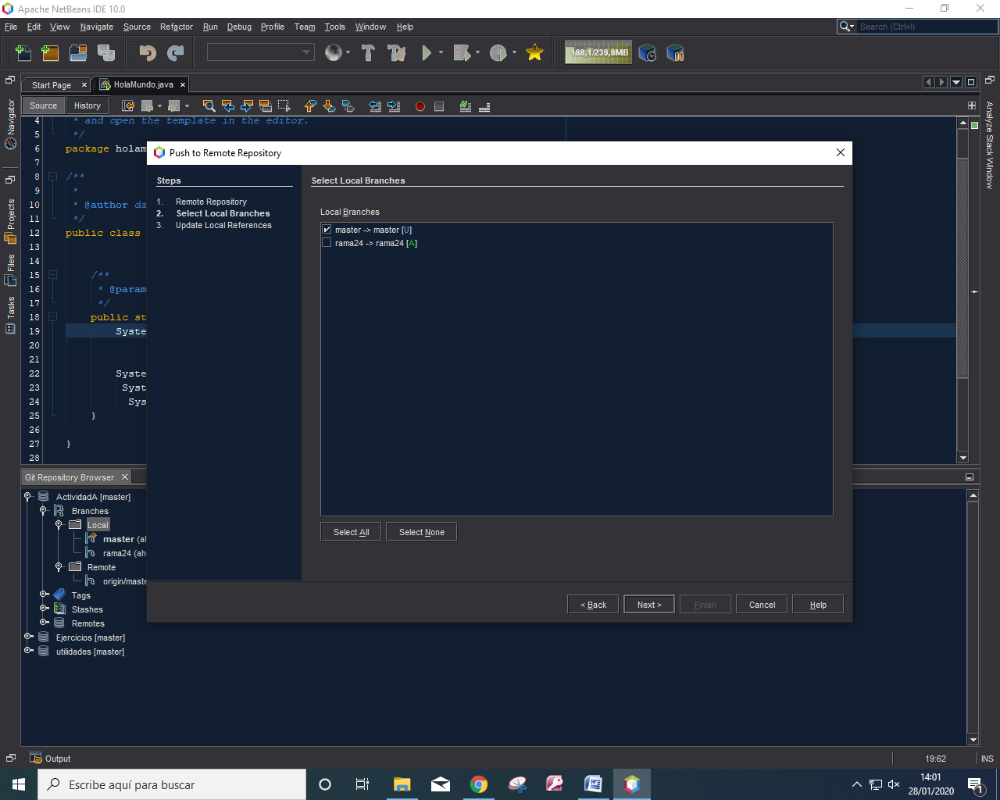 Apache NetBeans IDE 10.0
File Edit View Navigate Source Refactor Run Debug Profile Team Tools Window Help
Search (Ctrl+I)
188,1/239,0MB
Start Page
HolaMundo.java
Source History
Navigator
Projects
Files
Tasks
Analyze Stack Window
4 * and open the template in the editor.
5 */
6 package holam
7
8 /**
9 *
10 * @author da
11 */
12 public class
13
14
15 /**
16 * @param
17 */
18 public st
19 Syste
20
21
22 Syste
23 Syst
24 Sys
25 }
26
27 }
28
Push to Remote Repository
Steps
1. Remote Repository
2. Select Local Branches
3. Update Local References
Select Local Branches
Local Branches
master -> master [U]
rama24 -> rama24 [A]
Select All Select None
< Back Next > Finish Cancel Help
Git Repository Browser
ActividadA [master]
Branches
Local
master (ah
rama24 (ah
Remote
origin/maste
Tags
Stashes
Remotes
Ejercicios [master]
utilidades [master]
Output
19:62 INS
Escribe aquí para buscar
14:01
28/01/2020
1